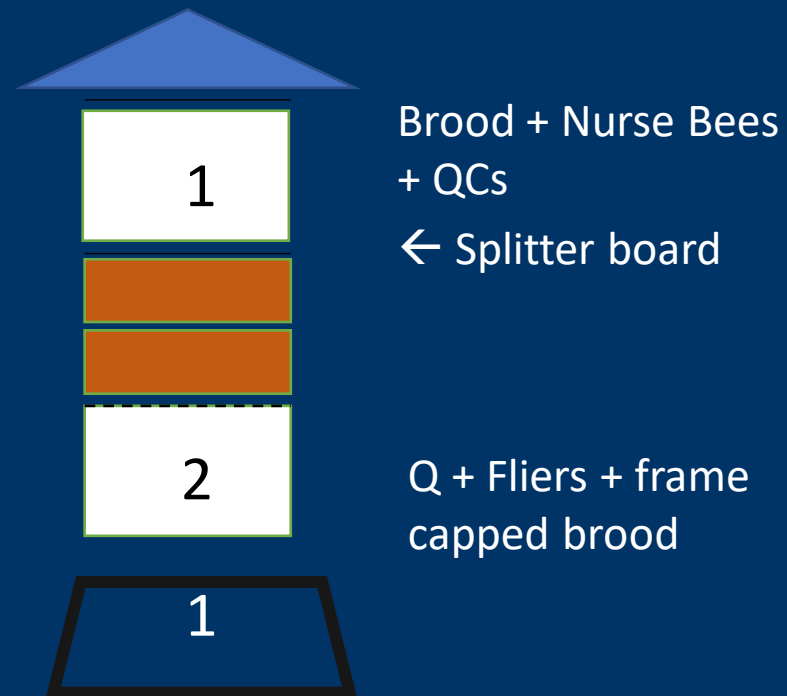 1
Brood + Nurse Bees
+ QCs
← Splitter board
2
Q + Fliers + frame
capped brood
1